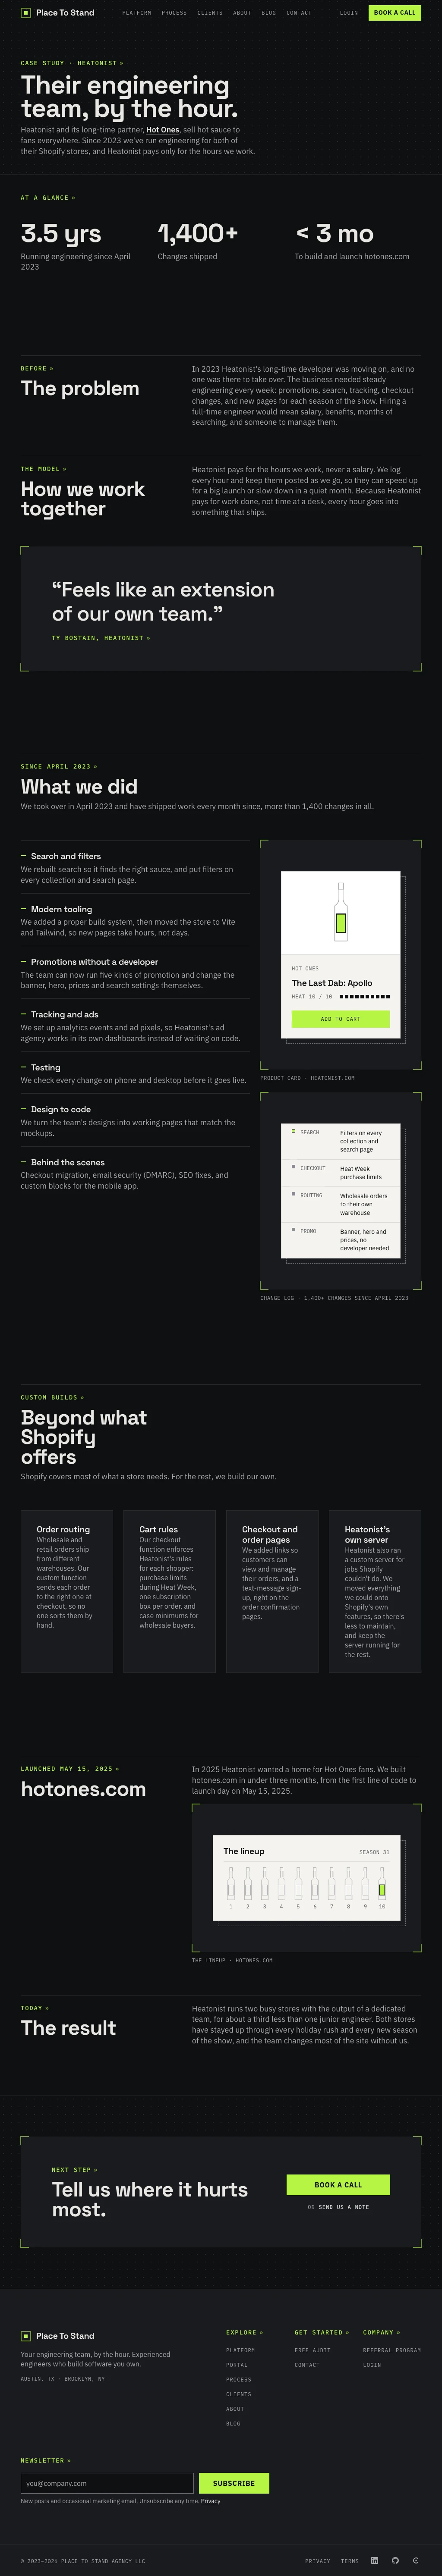 Place To Stand
PLATFORM PROCESS CLIENTS ABOUT BLOG CONTACT
LOGIN
BOOK A CALL
CASE STUDY · HEATONIST »
Their engineering
team, by the hour.
Heatonist and its long-time partner, Hot Ones, sell hot sauce to
fans everywhere. Since 2023 we've run engineering for both of
their Shopify stores, and Heatonist pays only for the hours we work.
AT A GLANCE »
3.5 yrs
Running engineering since April
2023
1,400+
Changes shipped
< 3 mo
To build and launch hotones.com
BEFORE »
The problem
In 2023 Heatonist's long-time developer was moving on, and no
one was there to take over. The business needed steady
engineering every week: promotions, search, tracking, checkout
changes, and new pages for each season of the show. Hiring a
full-time engineer would mean salary, benefits, months of
searching, and someone to manage them.
THE MODEL »
How we work
together
Heatonist pays for the hours we work, never a salary. We log
every hour and keep them posted as we go, so they can speed up
for a big launch or slow down in a quiet month. Because Heatonist
pays for work done, not time at a desk, every hour goes into
something that ships.
“Feels like an extension
of our own team.”
TY BOSTAIN, HEATONIST »
SINCE APRIL 2023 »
What we did
We took over in April 2023 and have shipped work every month since, more than 1,400 changes in all.
Search and filters
We rebuilt search so it finds the right sauce, and put filters on
every collection and search page.
Modern tooling
We added a proper build system, then moved the store to Vite
and Tailwind, so new pages take hours, not days.
Promotions without a developer
The team can now run five kinds of promotion and change the
banner, hero, prices and search settings themselves.
Tracking and ads
We set up analytics events and ad pixels, so Heatonist's ad
agency works in its own dashboards instead of waiting on code.
Testing
We check every change on phone and desktop before it goes live.
Design to code
We turn the team's designs into working pages that match the
mockups.
Behind the scenes
Checkout migration, email security (DMARC), SEO fixes, and
custom blocks for the mobile app.
HOT ONES
The Last Dab: Apollo
HEAT 10 / 10
ADD TO CART
PRODUCT CARD · HEATONIST.COM
SEARCH
Filters on every
collection and
search page
CHECKOUT
Heat Week
purchase limits
ROUTING
Wholesale orders
to their own
warehouse
PROMO
Banner, hero and
prices, no
developer needed
CHANGE LOG · 1,400+ CHANGES SINCE APRIL 2023
CUSTOM BUILDS »
Beyond what
Shopify
offers
Shopify covers most of what a store needs. For the rest, we build our own.
Order routing
Wholesale and
retail orders ship
from different
warehouses. Our
custom function
sends each order
to the right one at
checkout, so no
one sorts them by
hand.
Cart rules
Our checkout
function enforces
Heatonist's rules
for each shopper:
purchase limits
during Heat Week,
one subscription
box per order, and
case minimums for
wholesale buyers.
Checkout and
order pages
We added links so
customers can
view and manage
their orders, and a
text-message sign-
up, right on the
order confirmation
pages.
Heatonist's
own server
Heatonist also ran
a custom server for
jobs Shopify
couldn't do. We
moved everything
we could onto
Shopify's own
features, so there's
less to maintain,
and keep the
server running for
the rest.
LAUNCHED MAY 15, 2025 »
hotones.com
In 2025 Heatonist wanted a home for Hot Ones fans. We built
hotones.com in under three months, from the first line of code to
launch day on May 15, 2025.
The lineup
SEASON 31
1 2 3 4 5 6 7 8 9 10
THE LINEUP · HOTONES.COM
TODAY »
The result
Heatonist runs two busy stores with the output of a dedicated
team, for about a third less than one junior engineer. Both stores
have stayed up through every holiday rush and every new season
of the show, and the team changes most of the site without us.
NEXT STEP »
Tell us where it hurts
most.
BOOK A CALL
OR SEND US A NOTE
Place To Stand
Your engineering team, by the hour. Experienced
engineers who build software you own.
AUSTIN, TX · BROOKLYN, NY
EXPLORE »
PLATFORM
PORTAL
PROCESS
CLIENTS
ABOUT
BLOG
GET STARTED »
FREE AUDIT
CONTACT
COMPANY »
REFERRAL PROGRAM
LOGIN
NEWSLETTER »
you@company.com
SUBSCRIBE
New posts and occasional marketing email. Unsubscribe any time. Privacy
© 2023–2026 PLACE TO STAND AGENCY LLC
PRIVACY TERMS